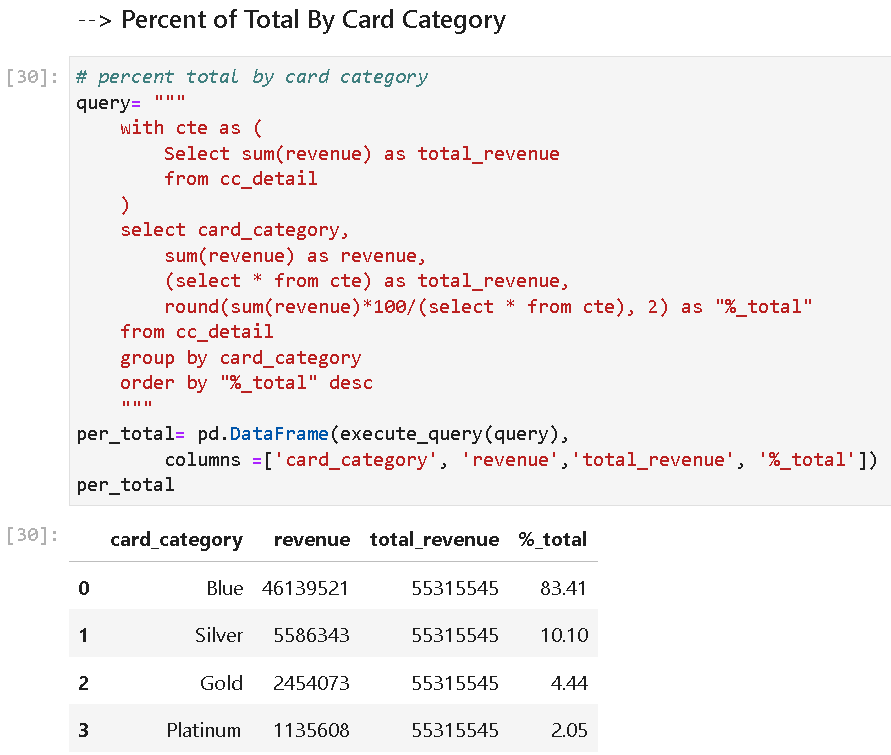 --> Percent of Total By Card Category
[30]: # percent total by card category
query= """
with cte as (
Select sum(revenue) as total_revenue
from cc_detail
)
select card_category,
sum(revenue) as revenue,
(select * from cte) as total_revenue,
round(sum(revenue)*100/(select * from cte), 2) as "%_total"
from cc_detail
group by card_category
order by "%_total" desc
"""
per_total= pd.DataFrame(execute_query(query),
columns =['card_category', 'revenue','total_revenue', '%_total'])
per_total
[30]:
card_category revenue total_revenue %_total
0 Blue 46139521 55315545 83.41
1 Silver 5586343 55315545 10.10
2 Gold 2454073 55315545 4.44
3 Platinum 1135608 55315545 2.05